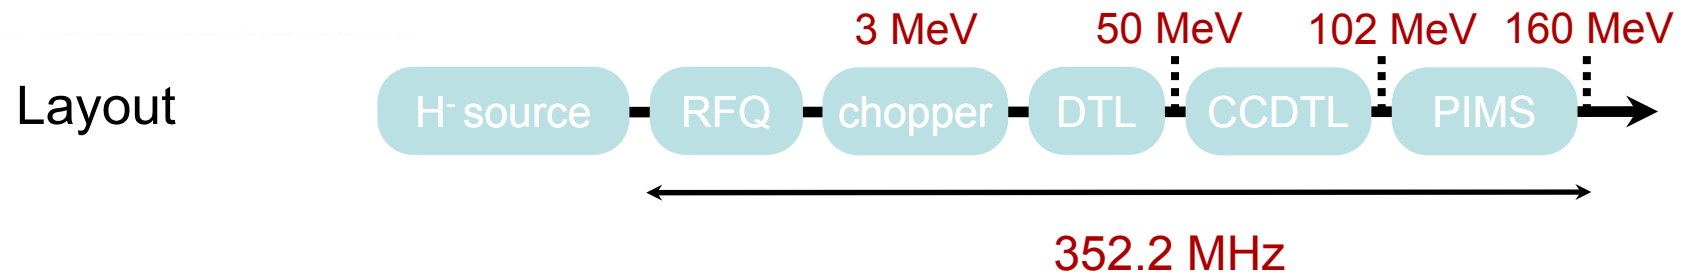 3 MeV 50 MeV 102 MeV 160 MeV
Layout H- source RFQ chopper DTL CCDTL PIMS
352.2 MHz